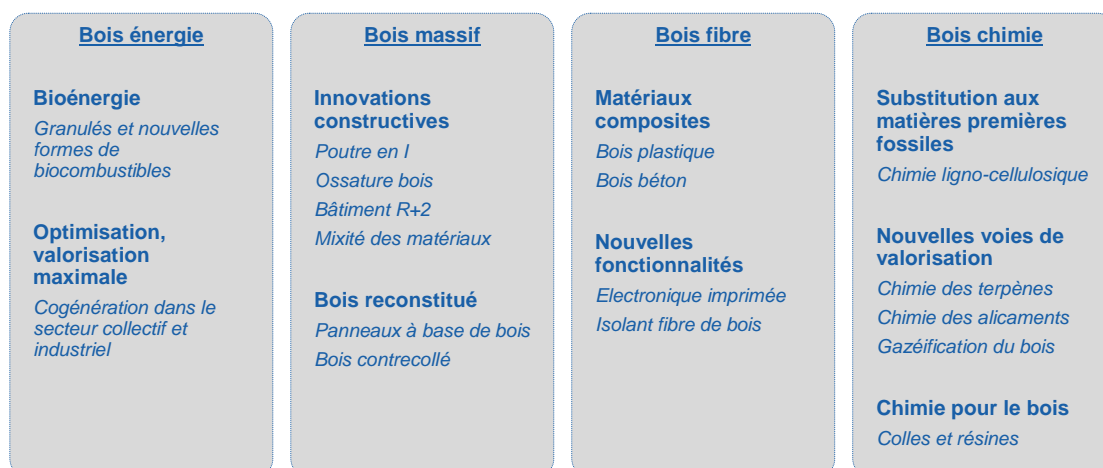 Bois énergie
Bioénergie
Granulés et nouvelles
formes de
biocombustibles
Optimisation,
valorisation
maximale
Cogénération dans le
secteur collectif et
industriel
Bois massif
Innovations
constructives
Poutre en I
Ossature bois
Bâtiment R+2
Mixité des matériaux
Bois reconstitué
Panneaux à base de bois
Bois contrecollé
Bois fibre
Matériaux
composites
Bois plastique
Bois béton
Nouvelles
fonctionnalités
Electronique imprimée
Isolant fibre de bois
Bois chimie
Substitution aux
matières premières
fossiles
Chimie ligno-cellulosique
Nouvelles voies de
valorisation
Chimie des terpènes
Chimie des alicaments
Gazéification du bois
Chimie pour le bois
Colles et résines